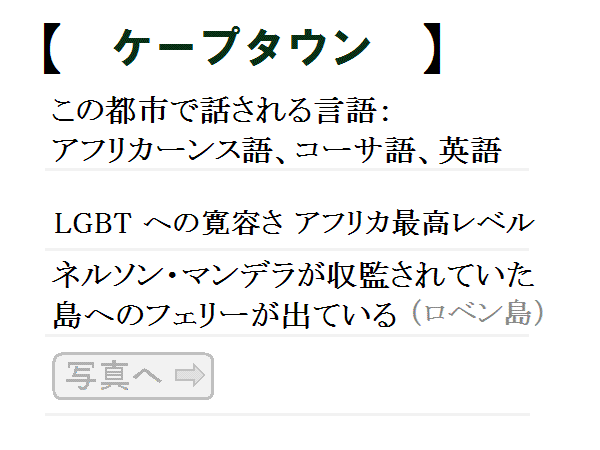 【 ケープタウン 】
この都市で話される言語：
アフリカーンス語、コーサ語、英語
LGBT への寛容さ アフリカ最高レベル
ネルソン・マンデラが収監されていた
島へのフェリーが出ている (ロベン島)
写真へ ⇨